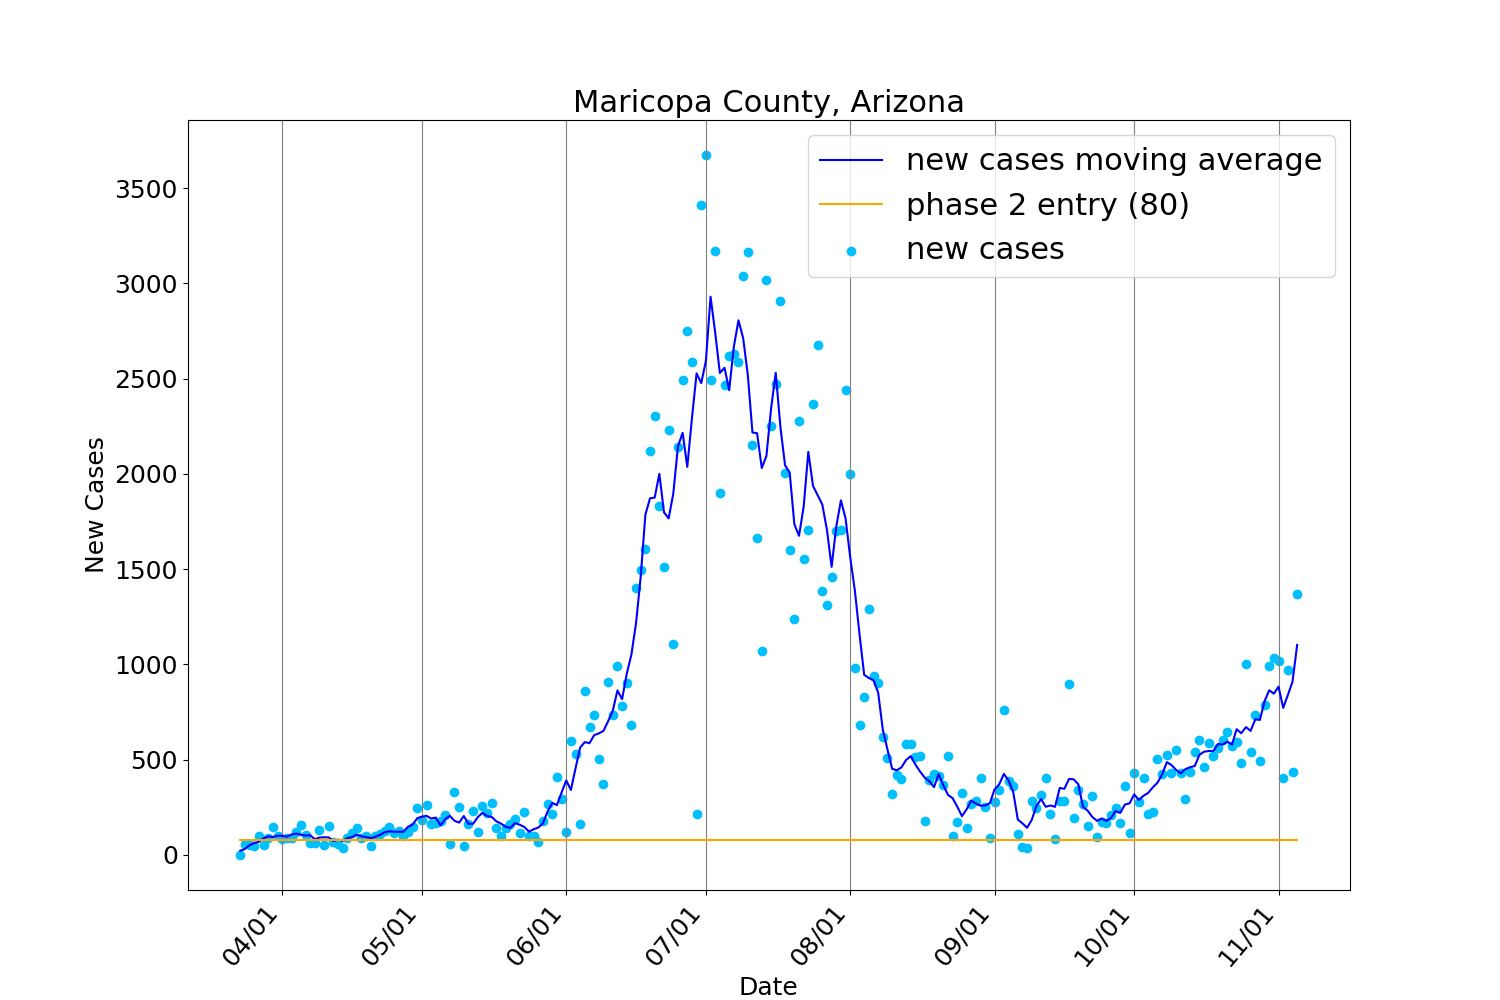 Maricopa County, Arizona
new cases moving average
phase 2 entry (80)
new cases
New Cases
3500
3000
2500
2000
1500
1000
500
0
04/01
05/01
06/01
07/01
08/01
09/01
10/01
11/01
Date